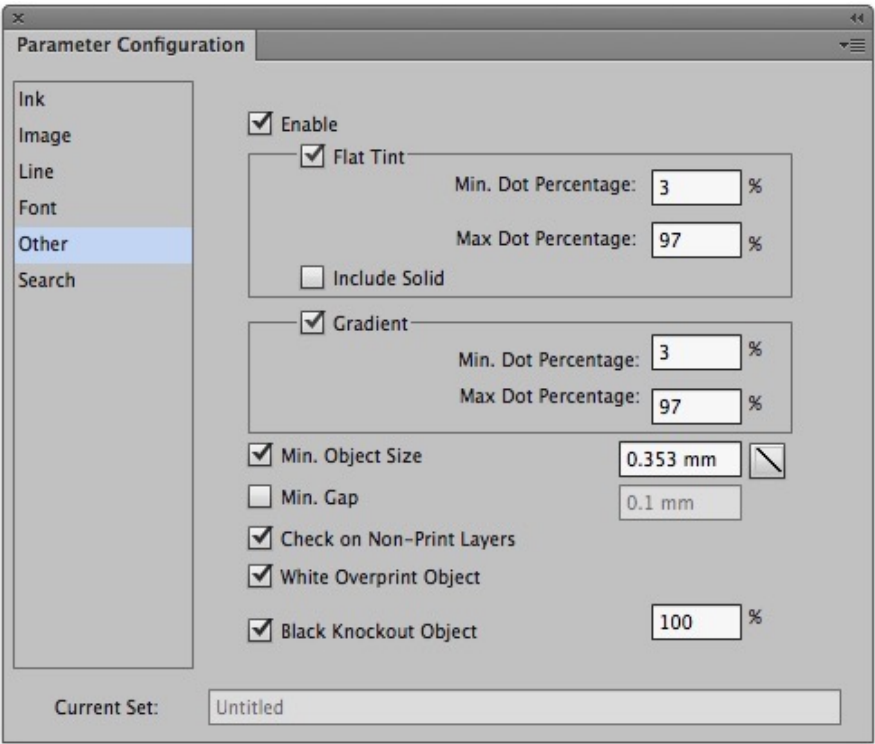 Parameter Configuration
Ink
Image
Line
Font
Other
Search
Enable
Flat Tint
Min. Dot Percentage: 3 %
Max Dot Percentage: 97 %
Include Solid
Gradient
Min. Dot Percentage: 3 %
Max Dot Percentage: 97 %
Min. Object Size 0.353 mm
Min. Gap 0.1 mm
Check on Non-Print Layers
White Overprint Object
Black Knockout Object 100 %
Current Set: Untitled